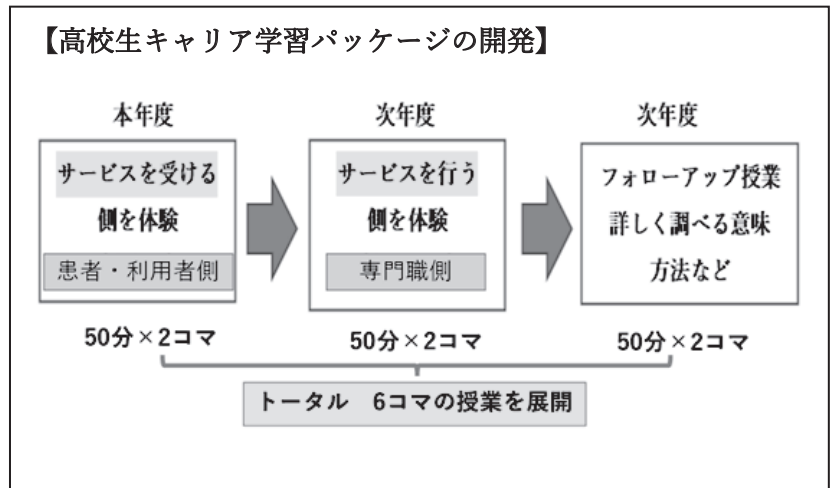 【高校生キャリア学習パッケージの開発】
本年度
サービスを受ける
側を体験
患者・利用者側
50分×2コマ
次年度
サービスを行う
側を体験
専門職側
50分×2コマ
次年度
フォローアップ授業
詳しく調べる意味
方法など
50分×2コマ
トータル　6コマの授業を展開